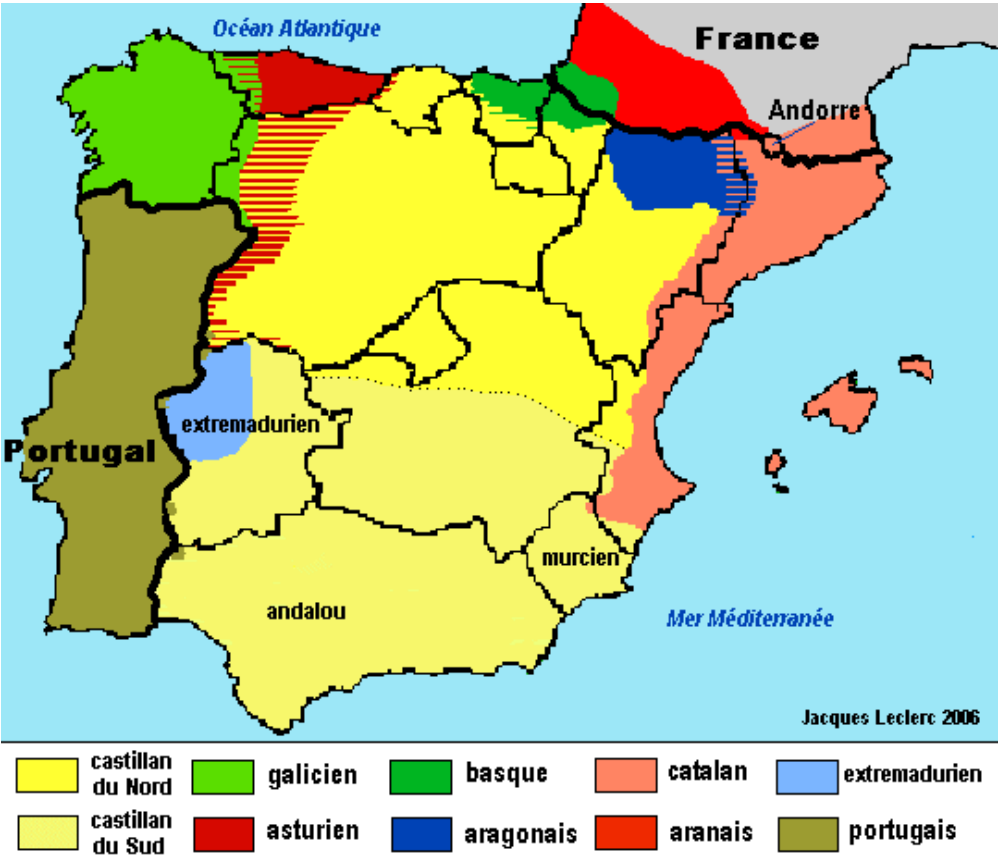 Océan Atlantique
France
Andorre
extremadurien
Portugal
murcien
andalou
Mer Méditerranée
Jacques Leclerc 2006
castillan du Nord
galicien
basque
catalan
extremadurien
castillan du Sud
asturien
aragonais
aranais
portugais